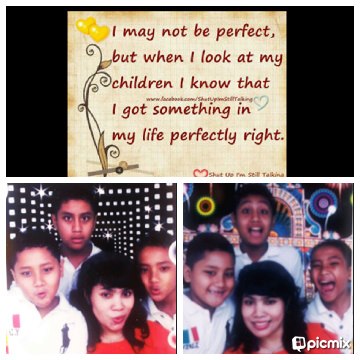 I may not be perfect,
but when I look at my
children I know that
www.facebook.com/ShutUpImStillTalking
I got something in
my life perfectly right.
Shut Up I'm Still Talking
picmix